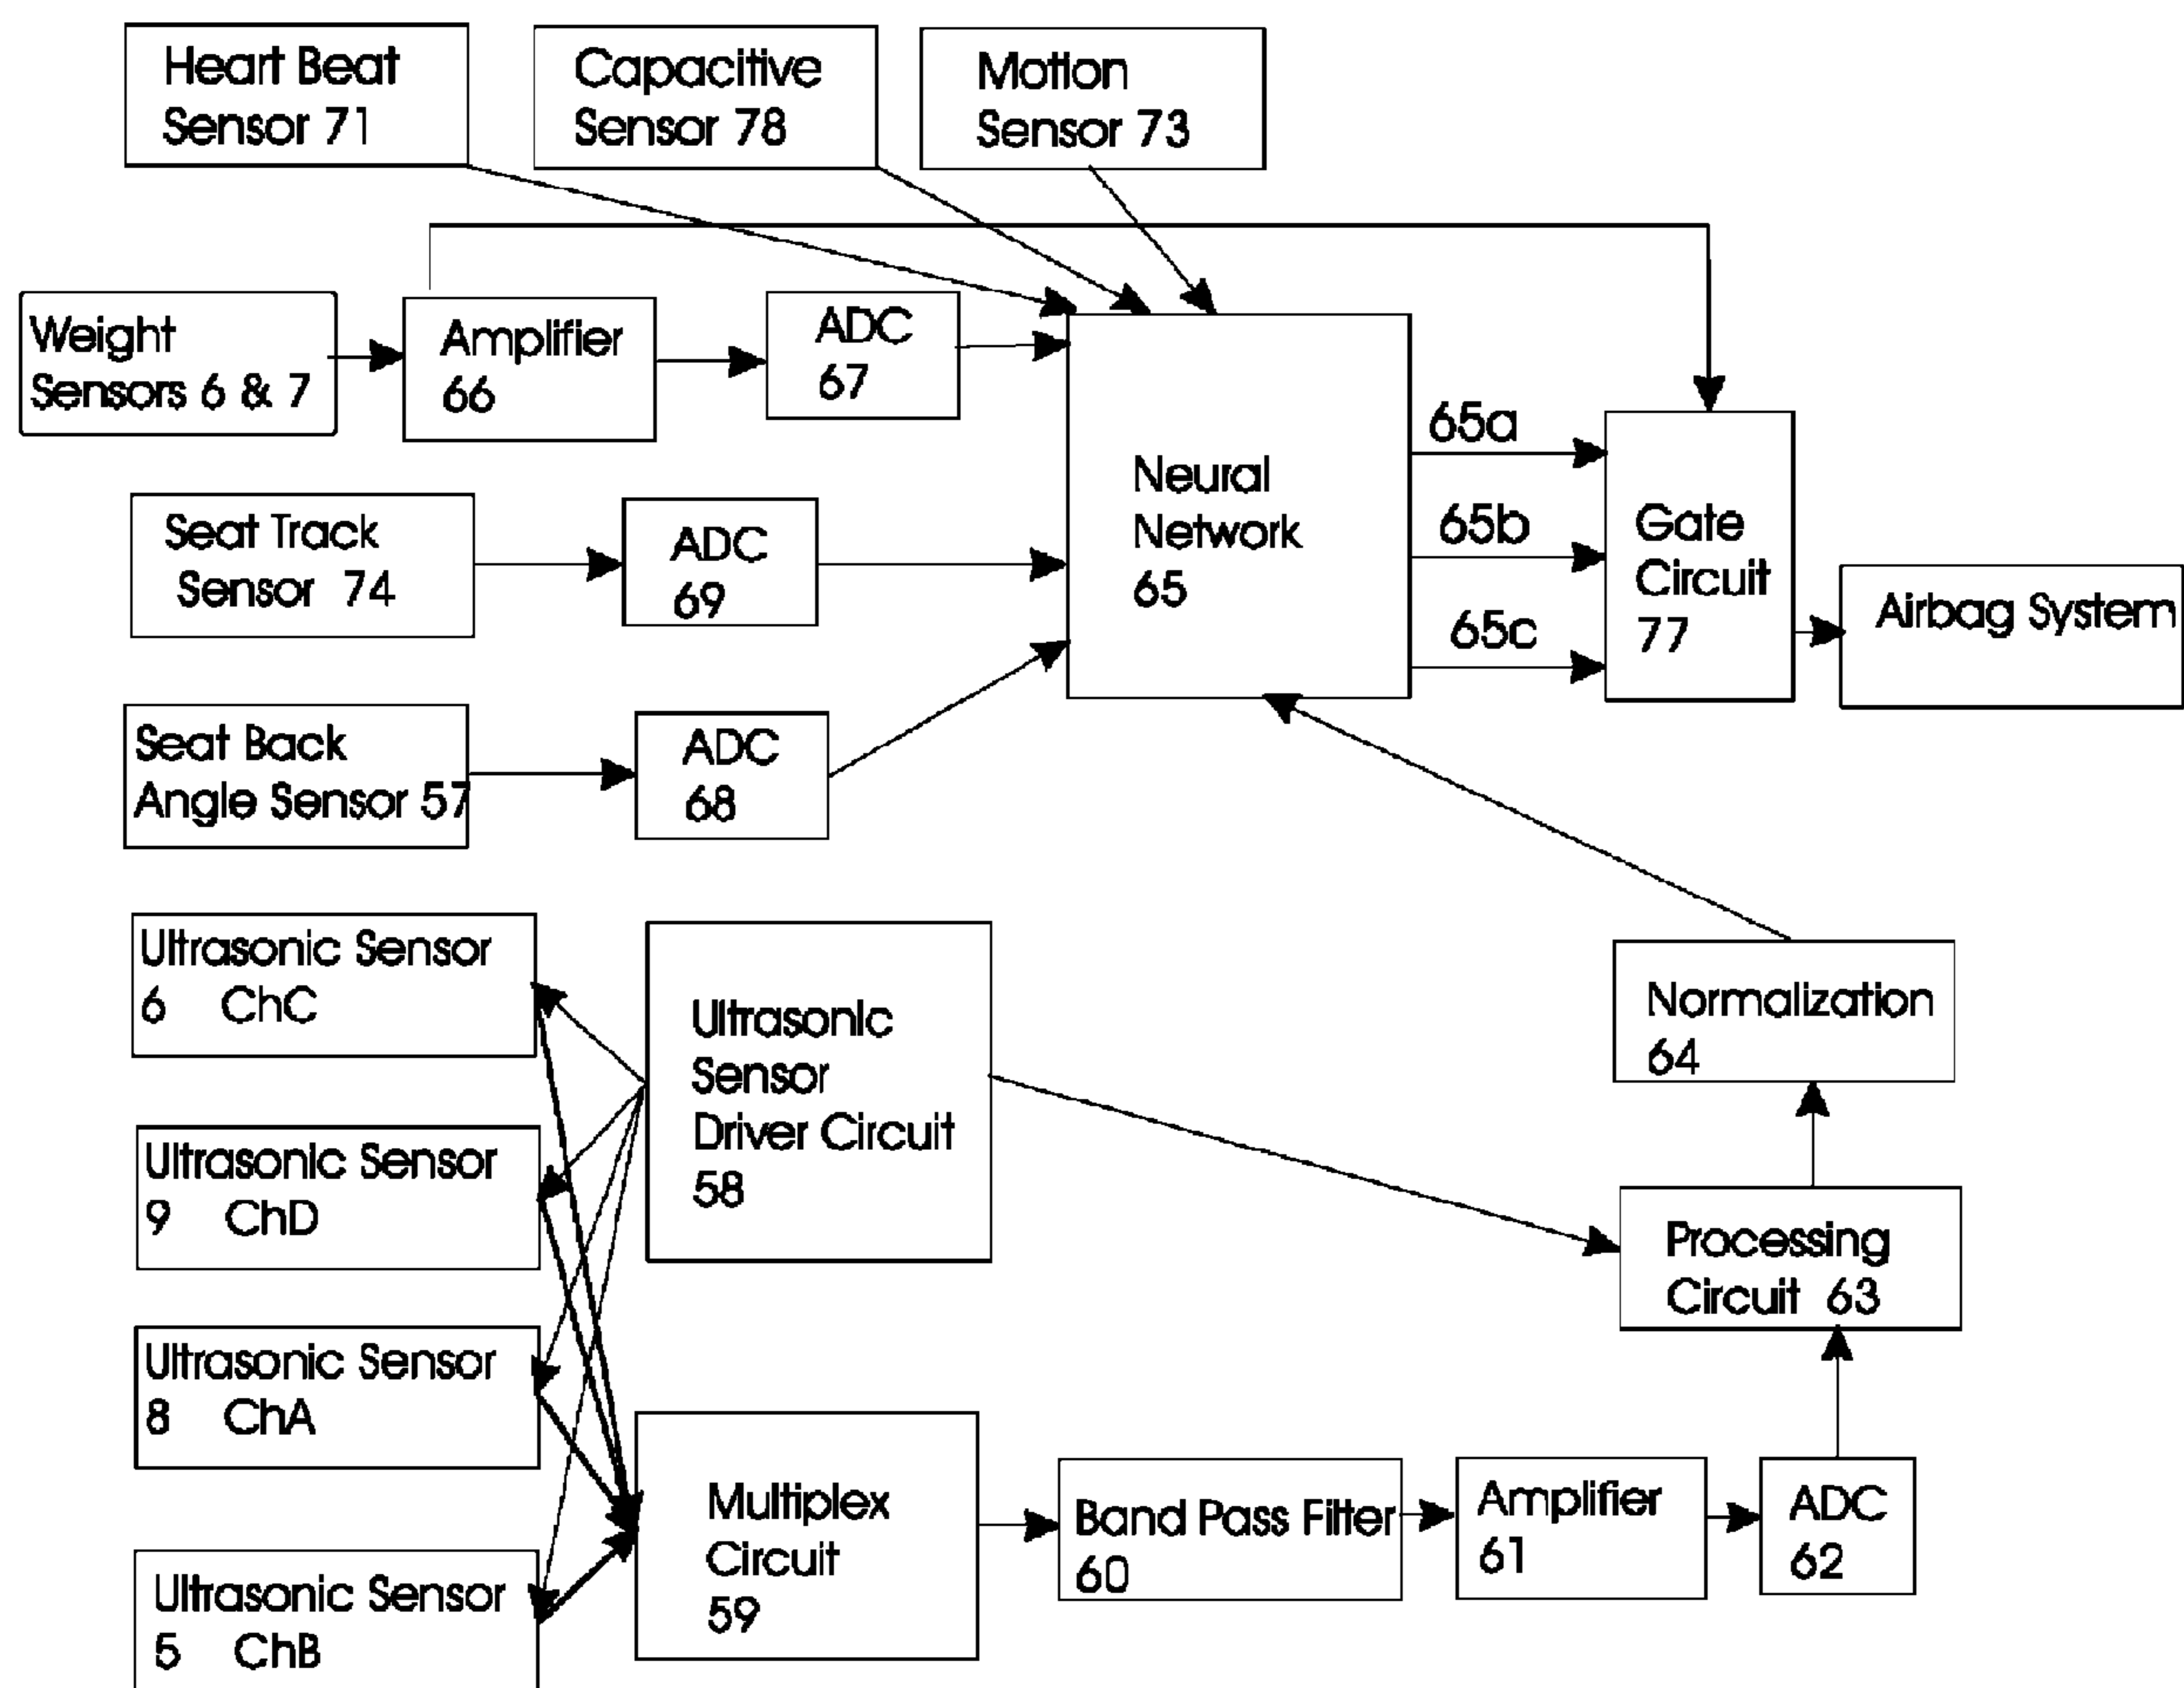 Heart Beat
Sensor 71
Capacitive
Sensor 78
Motion
Sensor 73
Weight
Sensors 6 & 7
Amplifier
66
ADC
67
Neural
Network
65
65a
65b
65c
Gate
Circuit
77
Airbag System
Seat Track
Sensor 74
ADC
69
Seat Back
Angle Sensor 57
ADC
68
Ultrasonic Sensor
6 ChC
Ultrasonic
Sensor
Driver Circuit
58
Normalization
64
Ultrasonic Sensor
9 ChD
Processing
Circuit 63
Ultrasonic Sensor
8 ChA
Multiplex
Circuit
59
Band Pass Filter
60
Amplifier
61
ADC
62
Ultrasonic Sensor
5 ChB